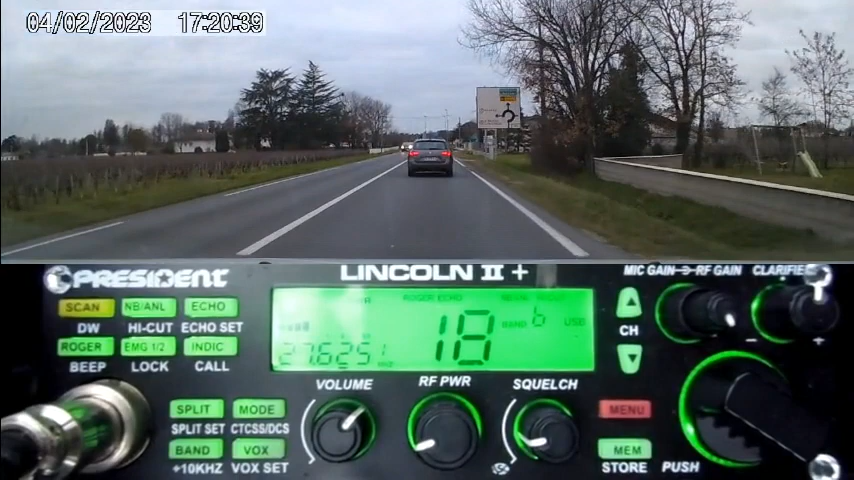 04/02/2023 17:20:39
PRESIDENT LINCOLN II + MIC GAIN RF GAIN CLARIFIER
SCAN NB/ANL ECHO
DW HI-CUT ECHO SET
ROGER EMG 1/2 INDIC
BEEP LOCK CALL
ROGER ECHO
18 BAND b USB
27.6251
CH
- +
VOLUME RF PWR SQUELCH
SPLIT MODE MENU
SPLIT SET CTCSS/DCS
BAND VOX MEM
+10KHZ VOX SET STORE PUSH